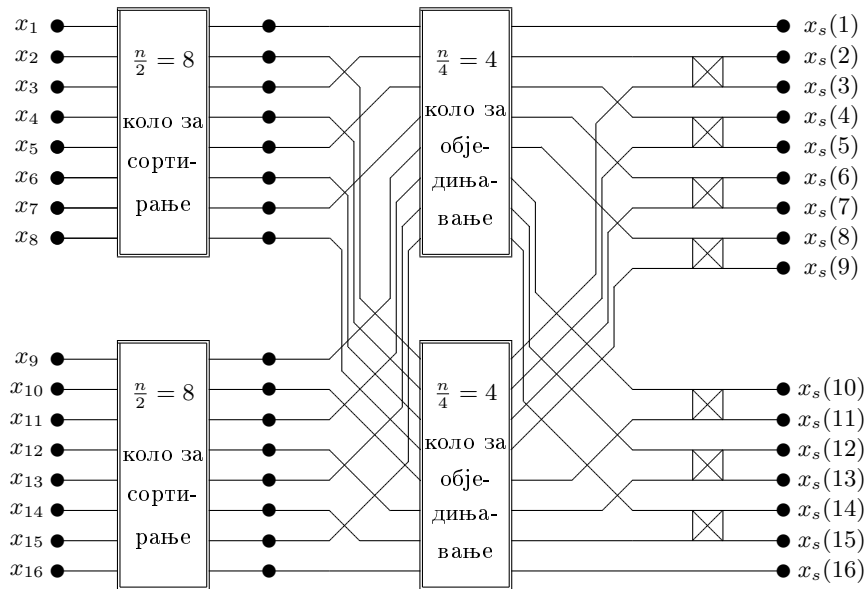 x₁
x₂
x₃
x₄
x₅
x₆
x₇
x₈
n/2 = 8
коло за
сорти-
рање
n/4 = 4
коло за
обје-
дињa-
вање
xₛ(1)
xₛ(2)
xₛ(3)
xₛ(4)
xₛ(5)
xₛ(6)
xₛ(7)
xₛ(8)
xₛ(9)
x₉
x₁₀
x₁₁
x₁₂
x₁₃
x₁₄
x₁₅
x₁₆
n/2 = 8
коло за
сорти-
рање
n/4 = 4
коло за
обје-
диња-
вање
xₛ(10)
xₛ(11)
xₛ(12)
xₛ(13)
xₛ(14)
xₛ(15)
xₛ(16)